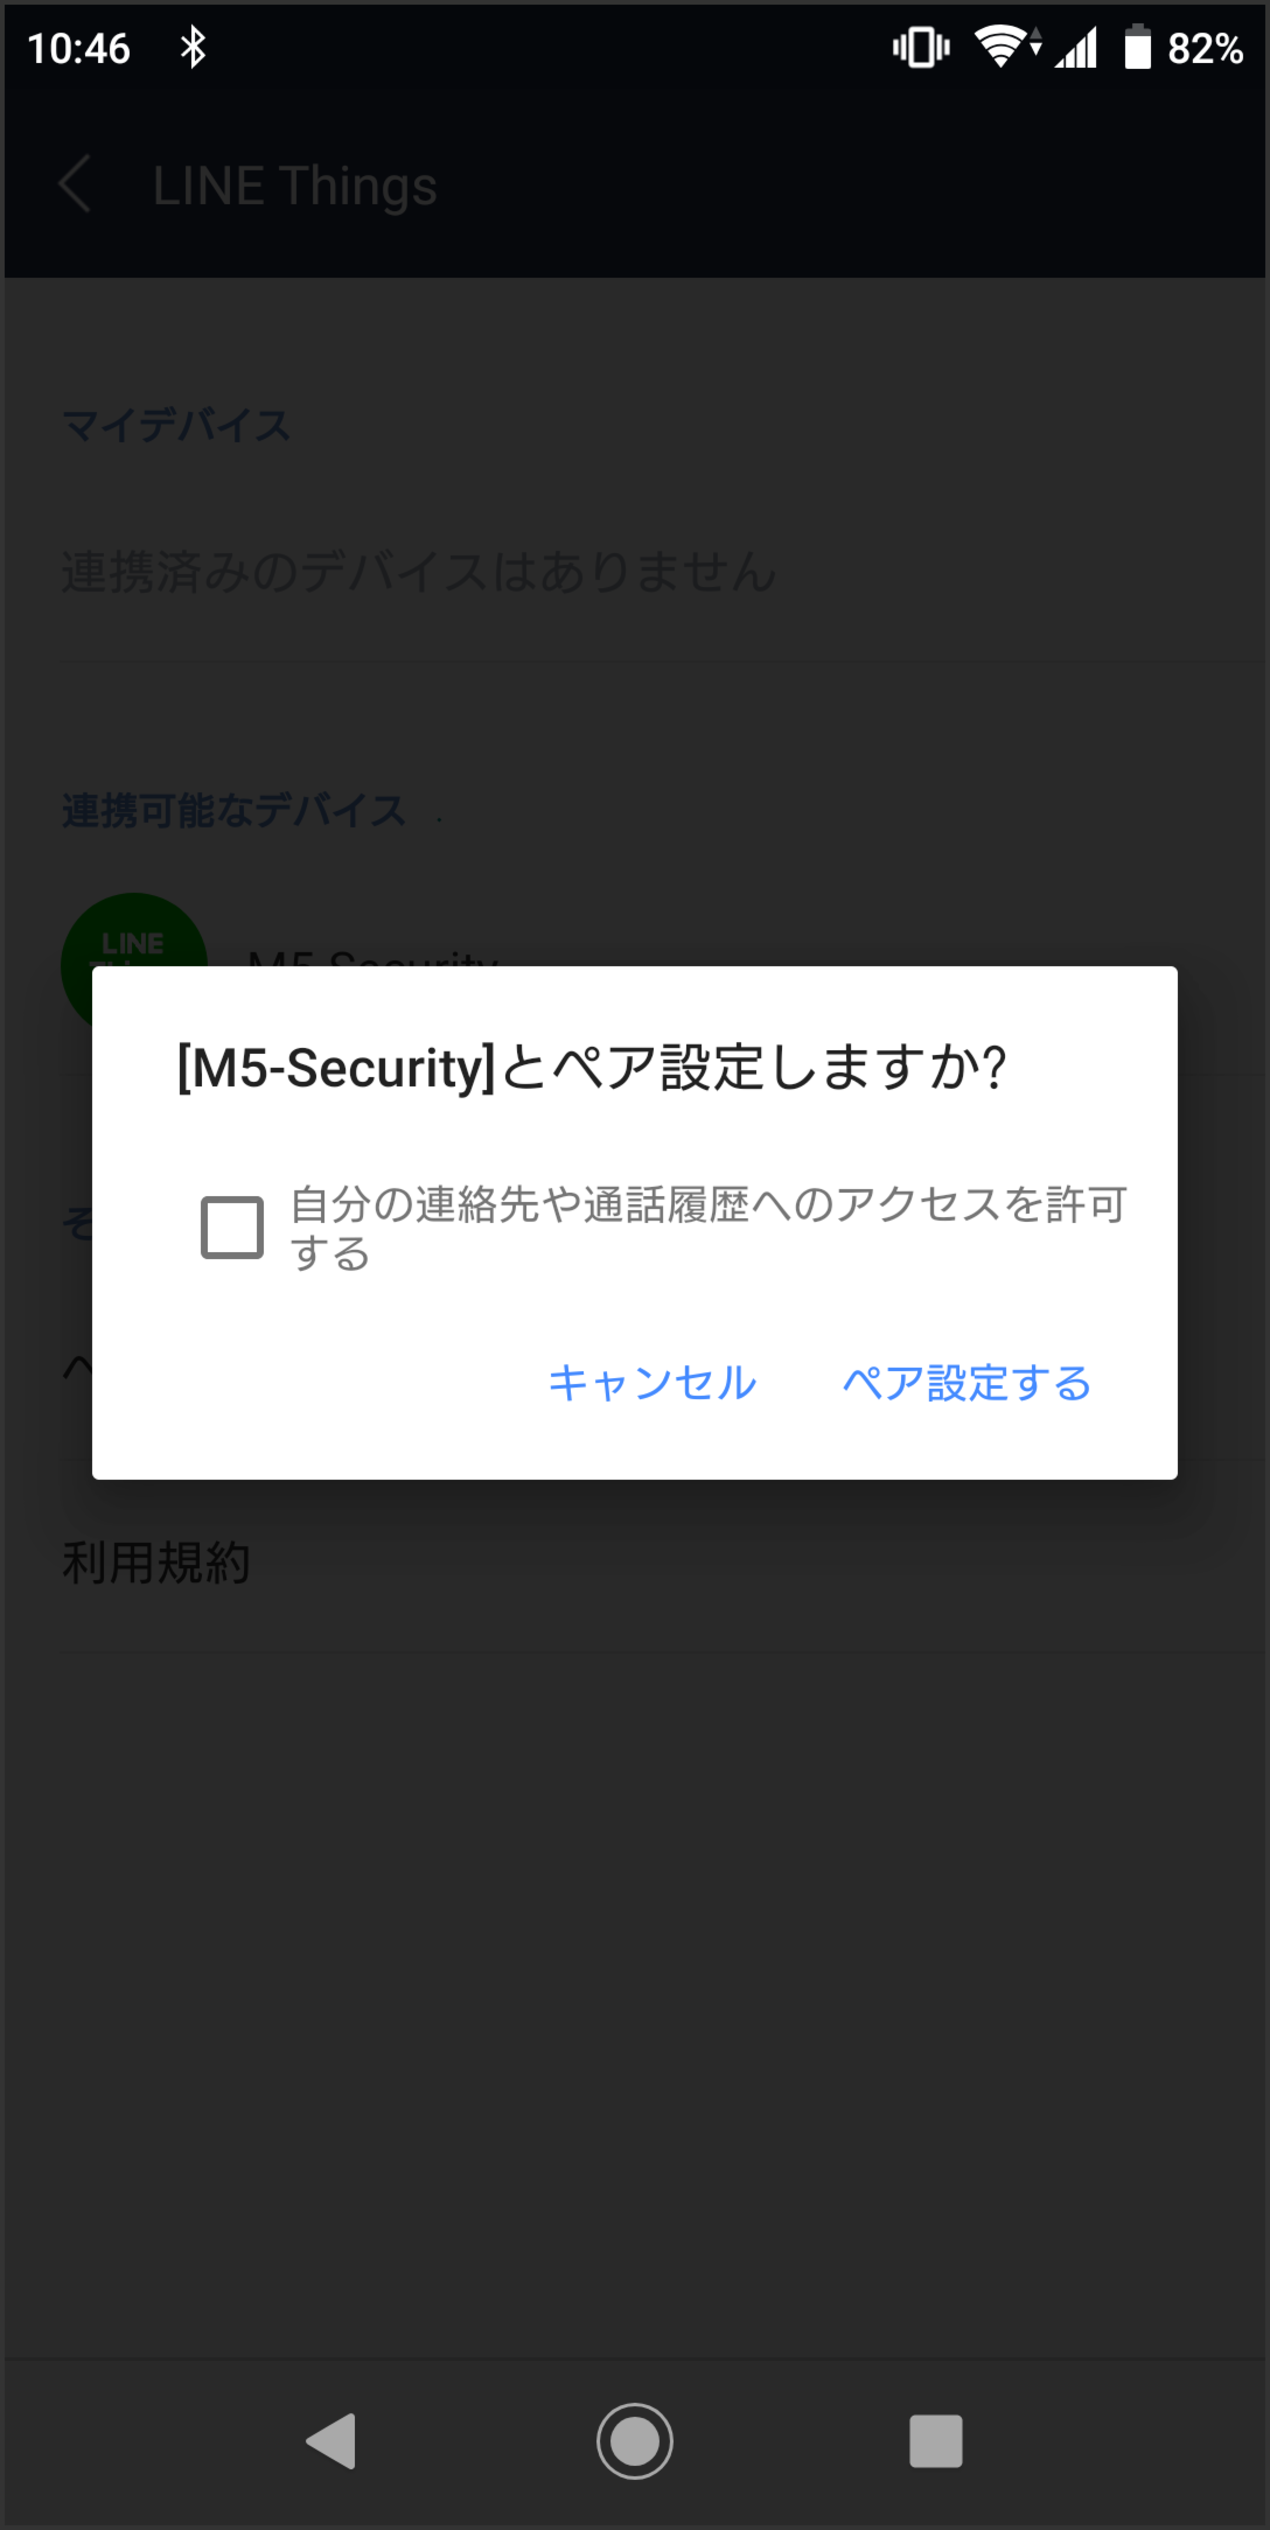 10:46
82%
LINE Things
マイデバイス
連携済みのデバイスはありません
連携可能なデバイス
LINE
M5-Security
[M5-Security]とペア設定しますか?
自分の連絡先や通話履歴へのアクセスを許可
する
キャンセル ペア設定する
利用規約